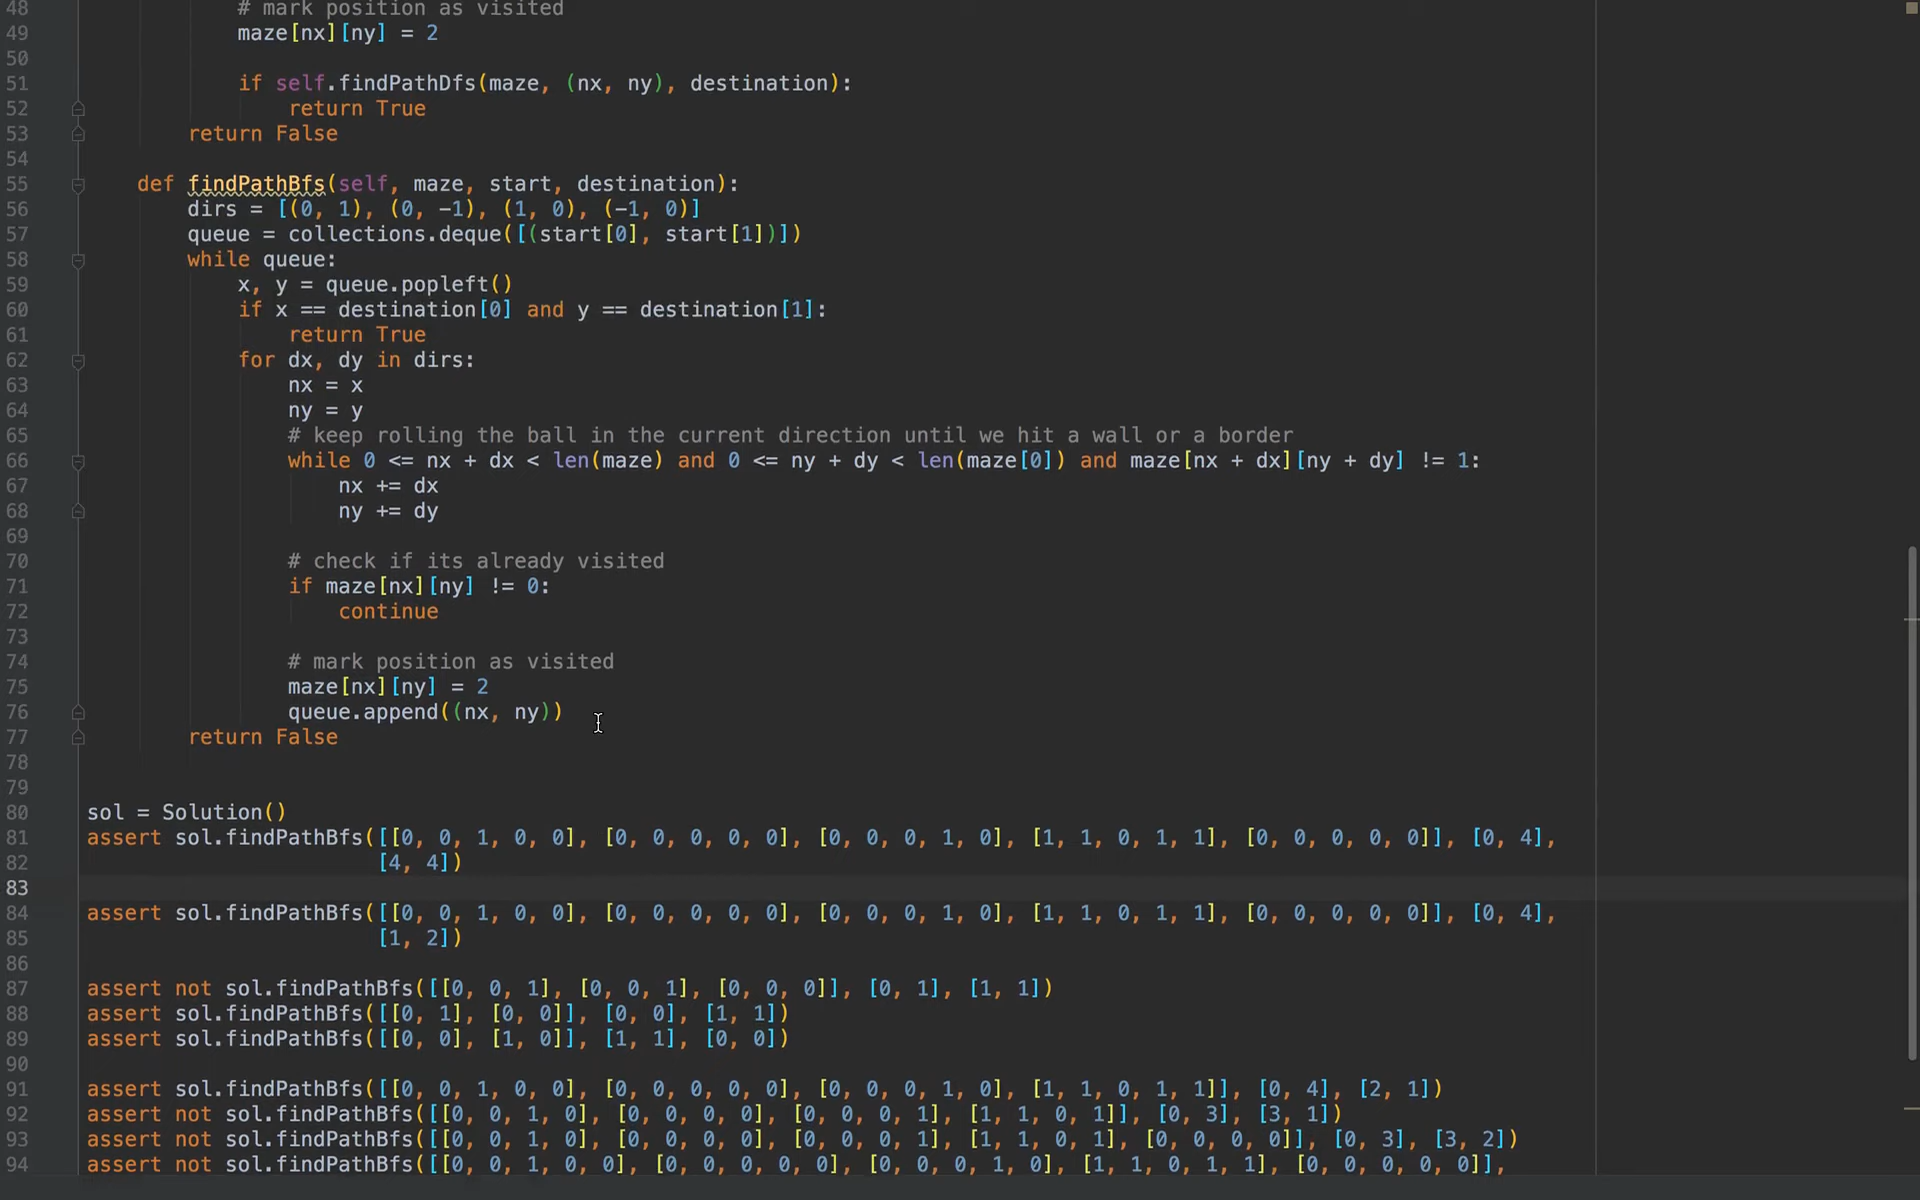 48 # mark position as visited
49 maze[nx][ny] = 2
50
51 if self.findPathDfs(maze, (nx, ny), destination):
52 return True
53 return False
54
55 def findPathBfs(self, maze, start, destination):
56 dirs = [(0, 1), (0, -1), (1, 0), (-1, 0)]
57 queue = collections.deque([(start[0], start[1])])
58 while queue:
59 x, y = queue.popleft()
60 if x == destination[0] and y == destination[1]:
61 return True
62 for dx, dy in dirs:
63 nx = x
64 ny = y
65 # keep rolling the ball in the current direction until we hit a wall or a border
66 while 0 <= nx + dx < len(maze) and 0 <= ny + dy < len(maze[0]) and maze[nx + dx][ny + dy] != 1:
67 nx += dx
68 ny += dy
69
70 # check if its already visited
71 if maze[nx][ny] != 0:
72 continue
73
74 # mark position as visited
75 maze[nx][ny] = 2
76 queue.append((nx, ny))
77 return False
78
79
80 sol = Solution()
81 assert sol.findPathBfs([[0, 0, 1, 0, 0], [0, 0, 0, 0, 0], [0, 0, 0, 1, 0], [1, 1, 0, 1, 1], [0, 0, 0, 0, 0]], [0, 4],
82 [4, 4])
83
84 assert sol.findPathBfs([[0, 0, 1, 0, 0], [0, 0, 0, 0, 0], [0, 0, 0, 1, 0], [1, 1, 0, 1, 1], [0, 0, 0, 0, 0]], [0, 4],
85 [1, 2])
86
87 assert not sol.findPathBfs([[0, 0, 1], [0, 0, 1], [0, 0, 0]], [0, 1], [1, 1])
88 assert sol.findPathBfs([[0, 1], [0, 0]], [0, 0], [1, 1])
89 assert sol.findPathBfs([[0, 0], [1, 0]], [1, 1], [0, 0])
90
91 assert sol.findPathBfs([[0, 0, 1, 0, 0], [0, 0, 0, 0, 0], [0, 0, 0, 1, 0], [1, 1, 0, 1, 1]], [0, 4], [2, 1])
92 assert not sol.findPathBfs([[0, 0, 1, 0], [0, 0, 0, 0], [0, 0, 0, 1], [1, 1, 0, 1]], [0, 3], [3, 1])
93 assert not sol.findPathBfs([[0, 0, 1, 0], [0, 0, 0, 0], [0, 0, 0, 1], [1, 1, 0, 1], [0, 0, 0, 0]], [0, 3], [3, 2])
94 assert not sol.findPathBfs([[0, 0, 1, 0, 0], [0, 0, 0, 0, 0], [0, 0, 0, 1, 0], [1, 1, 0, 1, 1], [0, 0, 0, 0, 0]],